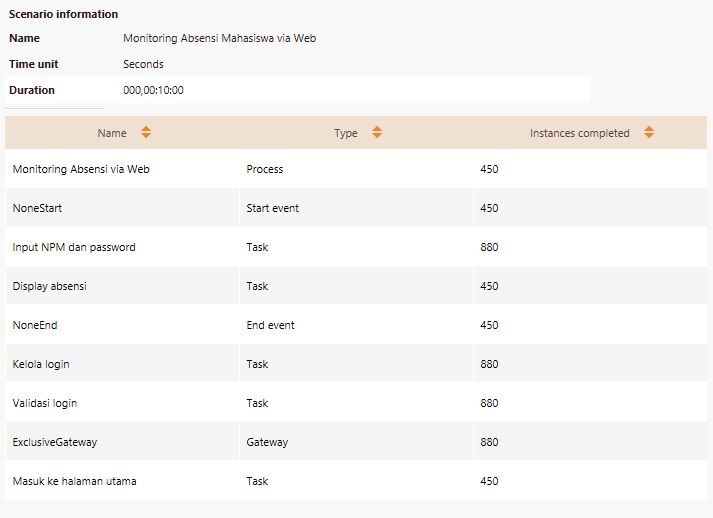 Scenario information
Name Monitoring Absensi Mahasiswa via Web
Time unit Seconds
Duration 000,00:10:00
Name Type Instances completed
Monitoring Absensi via Web Process 450
NoneStart Start event 450
Input NPM dan password Task 880
Display absensi Task 450
NoneEnd End event 450
Kelola login Task 880
Validasi login Task 880
ExclusiveGateway Gateway 880
Masuk ke halaman utama Task 450